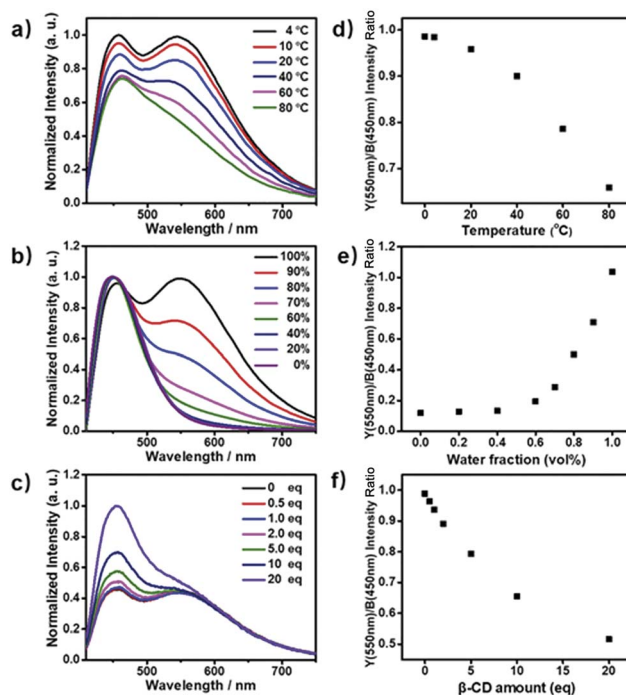 a)
Normalized Intensity (a. u.)
1.0
0.8
0.6
0.4
0.2
0.0
4 °C
10 °C
20 °C
40 °C
60 °C
80 °C
500 600 700
Wavelength / nm
d)
Y(550nm)/B(450nm) Intensity Ratio
1.0
0.9
0.8
0.7
0 20 40 60 80
Temperature (°C)
b)
Normalized Intensity (a. u.)
1.2
1.0
0.8
0.6
0.4
0.2
0.0
100%
90%
80%
70%
60%
40%
20%
0%
500 600 700
Wavelength / nm
e)
Y(550nm)/B(450nm) Intensity Ratio
1.2
1.0
0.8
0.6
0.4
0.2
0.0
0.0 0.2 0.4 0.6 0.8 1.0
Water fraction (vol%)
c)
Normalized Intensity (a. u.)
1.2
1.0
0.8
0.6
0.4
0.2
0.0
0 eq
0.5 eq
1.0 eq
2.0 eq
5.0 eq
10 eq
20 eq
500 600 700
Wavelength / nm
f)
Y(550nm)/B(450nm) Intensity Ratio
1.0
0.9
0.8
0.7
0.6
0.5
0 5 10 15 20
β-CD amount (eq)